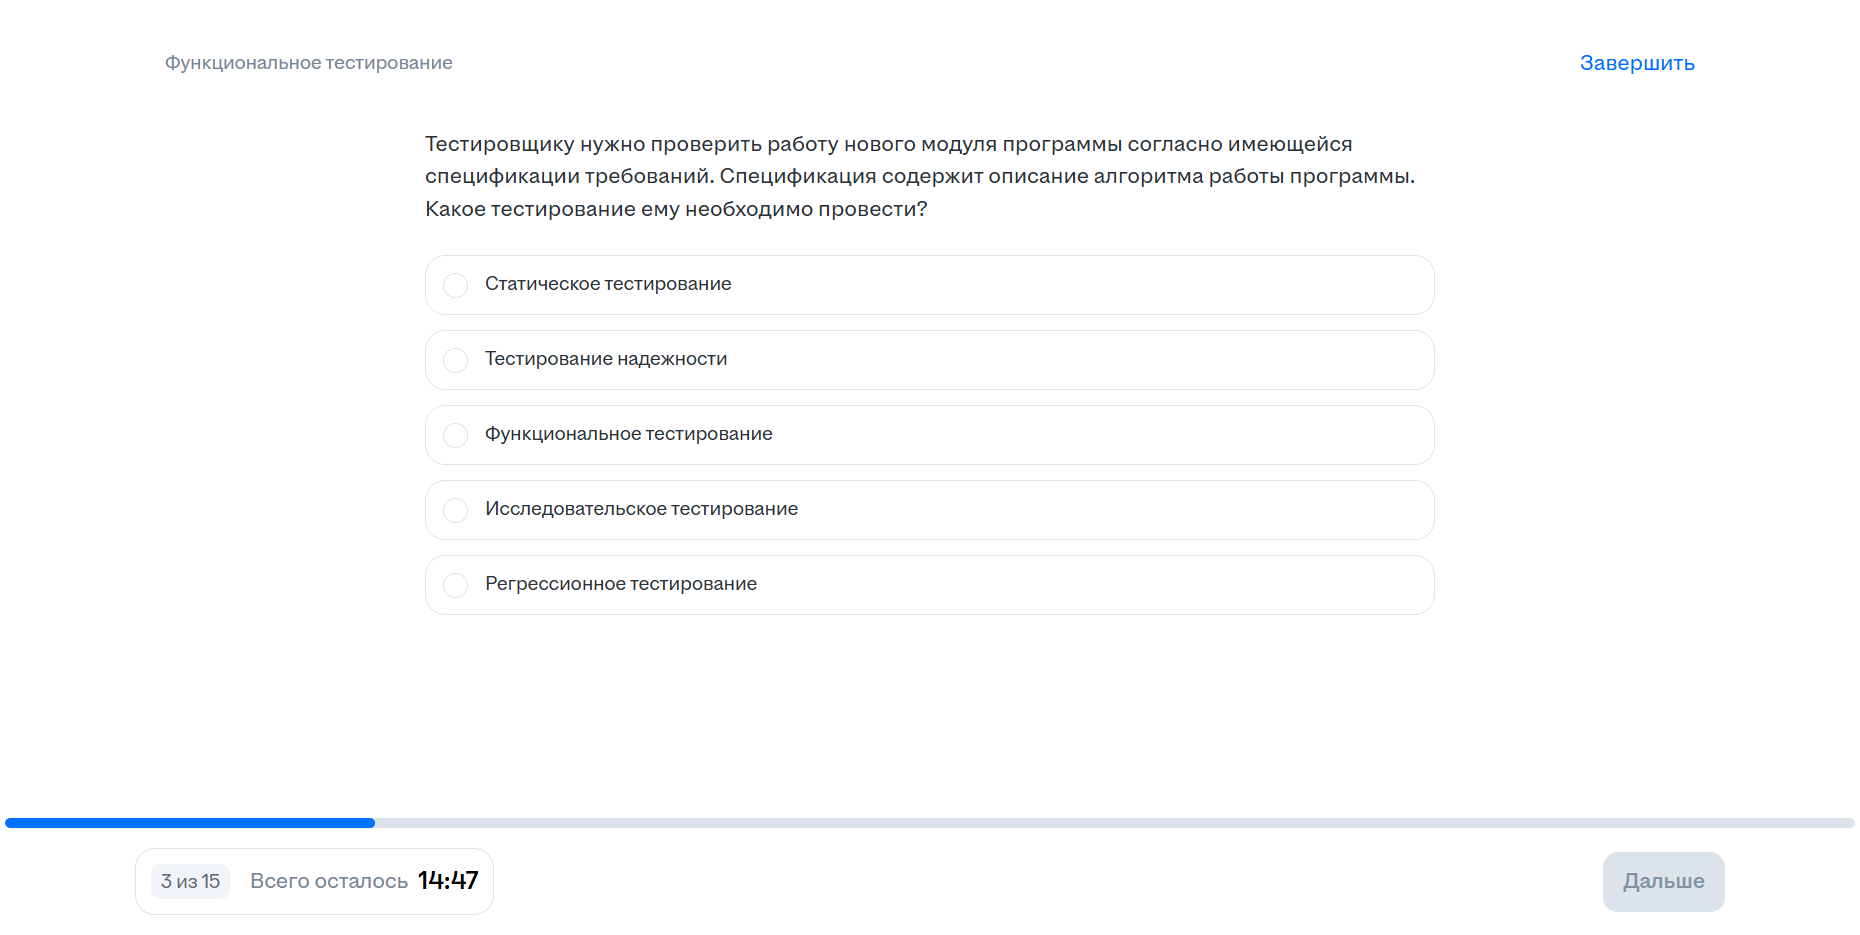 Функциональное тестирование
Завершить
Тестировщику нужно проверить работу нового модуля программы согласно имеющейся
спецификации требований. Спецификация содержит описание алгоритма работы программы.
Какое тестирование ему необходимо провести?
Статическое тестирование
Тестирование надежности
Функциональное тестирование
Исследовательское тестирование
Регрессионное тестирование
3 из 15
Всего осталось 14:47
Дальше